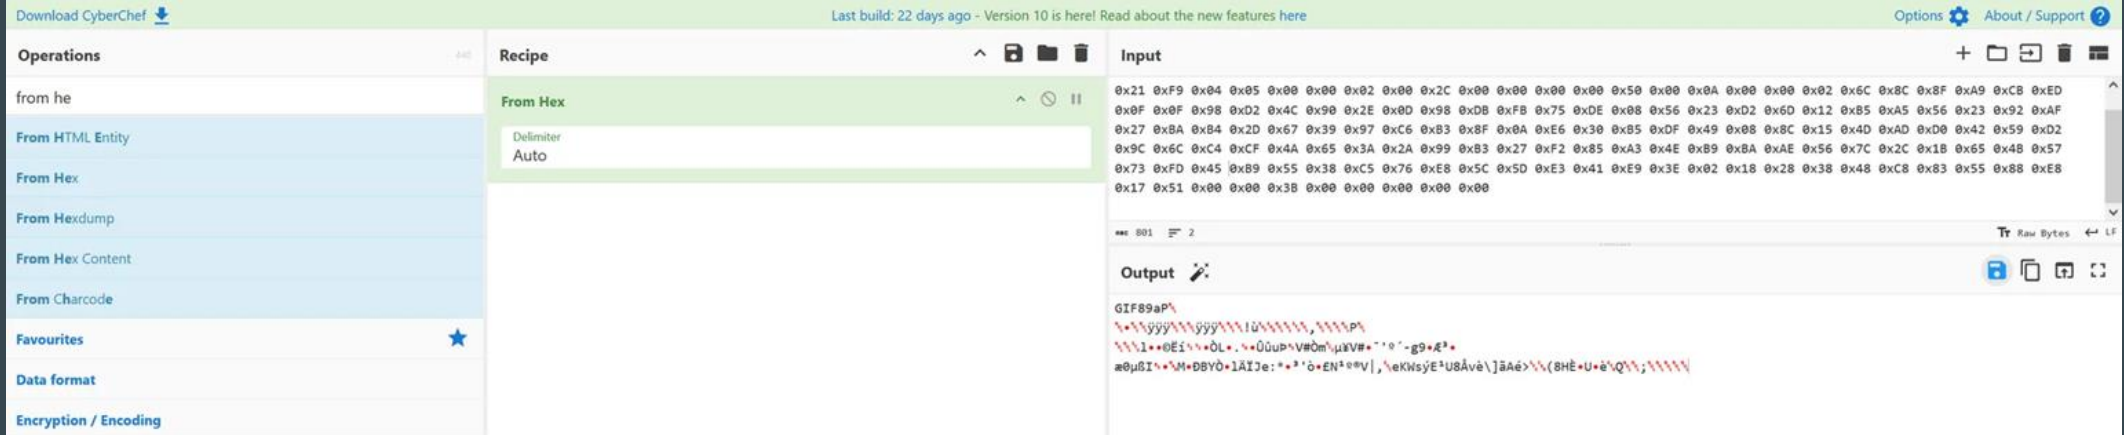 Download CyberChef
Last build: 22 days ago - Version 10 is here! Read about the new features here
Options
About / Support
Operations
from he
From HTML Entity
From Hex
From Hexdump
From Hex Content
From Charcode
Favourites
Data format
Encryption / Encoding
Recipe
From Hex
Delimiter
Auto
Input
0x21 0xF9 0x04 0x05 0x00 0x00 0x02 0x00 0x2C 0x00 0x00 0x00 0x00 0x50 0x00 0x0A 0x00 0x00 0x02 0x6C 0x8C 0x8F 0xA9 0xCB 0xED
0x0F 0x0F 0x98 0xD2 0x4C 0x90 0x2E 0x0D 0x98 0xDB 0xFB 0x75 0xDE 0x08 0x56 0x23 0xD2 0x6D 0x12 0xB5 0xA5 0x56 0x23 0x92 0xAF
0x27 0xBA 0xB4 0x2D 0x67 0x39 0x97 0xC6 0xB3 0x8F 0x0A 0xE6 0x30 0xB5 0xDF 0x49 0x08 0x8C 0x15 0x4D 0xAD 0xD0 0x42 0x59 0xD2
0x9C 0x6C 0xC4 0xCF 0x4A 0x65 0x3A 0x2A 0x99 0xB3 0x27 0xF2 0x85 0xA3 0x4E 0xB9 0xBA 0xAE 0x56 0x7C 0x2C 0x1B 0x65 0x4B 0x57
0x73 0xFD 0x45 0xB9 0x55 0x38 0xC5 0x76 0xE8 0x5C 0x5D 0xE3 0x41 0xE9 0x3E 0x02 0x18 0x28 0x38 0x48 0xC8 0x83 0x55 0x88 0xE8
0x17 0x51 0x00 0x00 0x3B 0x00 0x00 0x00 0x00 0x00
801
2
Raw Bytes
LF
Output
GIF89aP